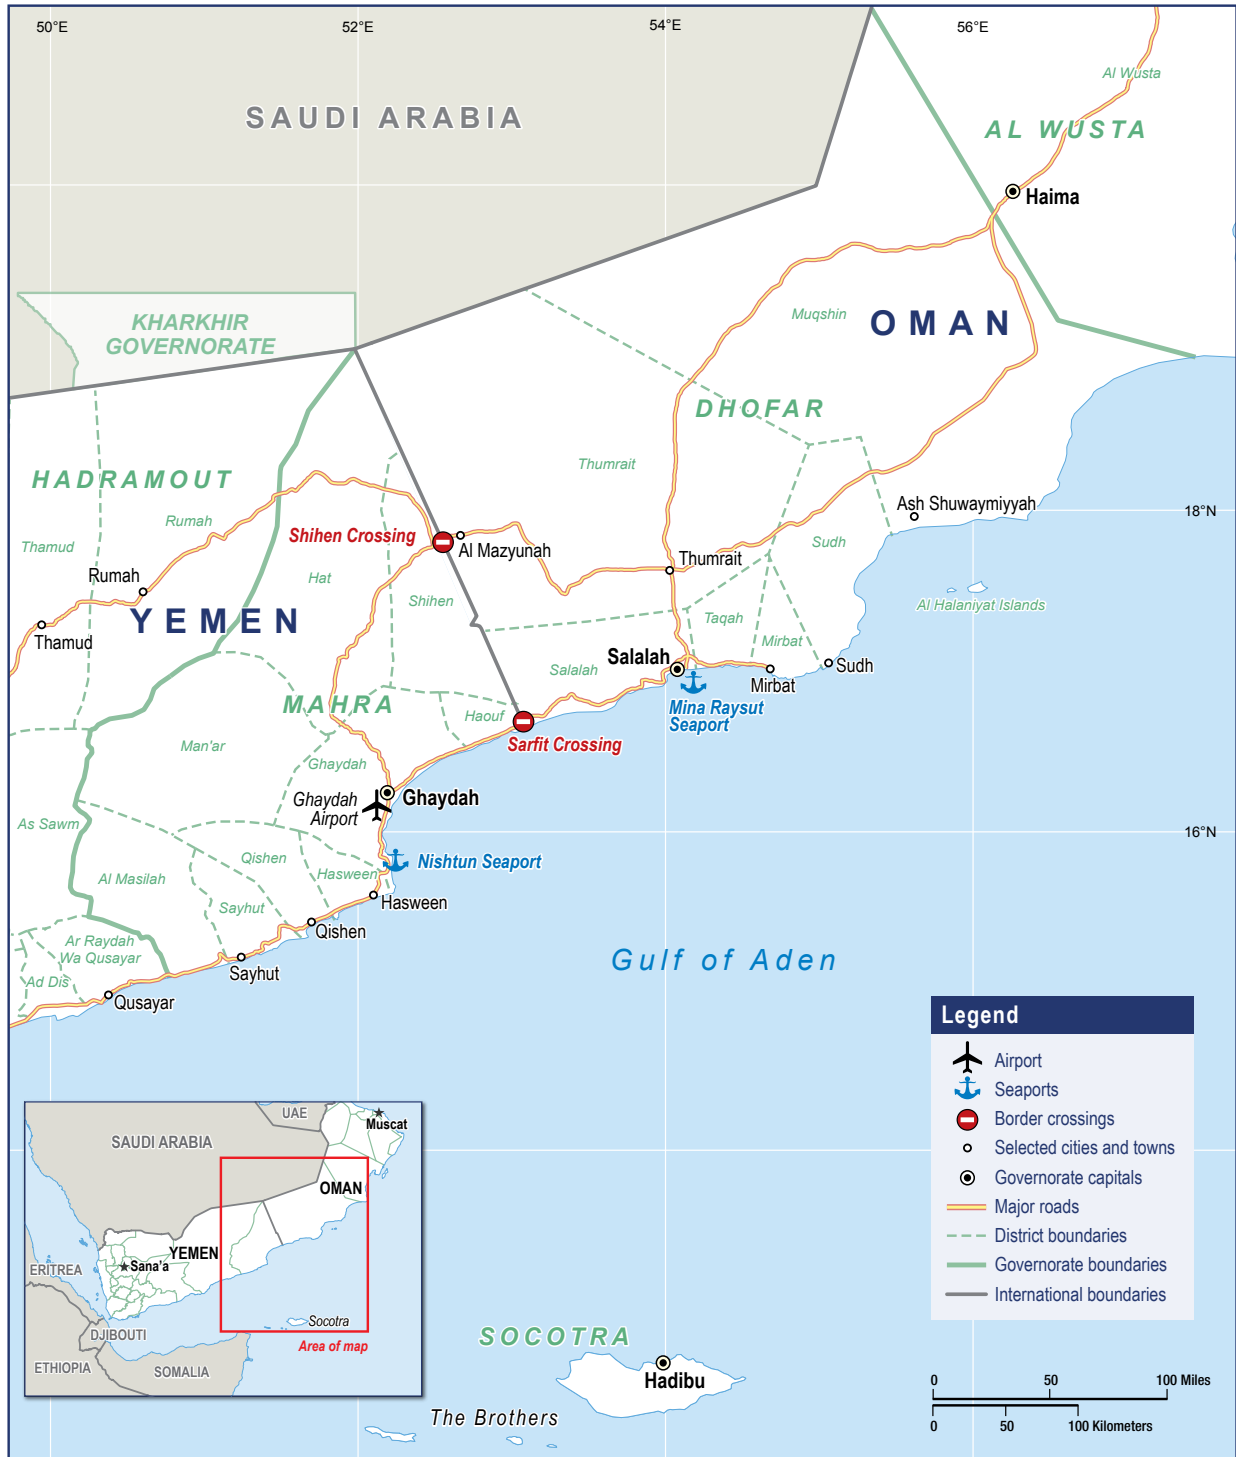 50°E
52°E
54°E
56°E
Al Wusta
SAUDI ARABIA
AL WUSTA
Haima
KHARKHIR
GOVERNORATE
Muqshin
OMAN
DHOFAR
HADRAMOUT
Thumrait
Rumah
Ash Shuwaymiyyah
18°N
Shihen Crossing
Al Mazyunah
Sudh
Thamud
Thumrait
Rumah
Hat
Shihen
Al Halaniyat Islands
YEMEN
Taqah
Thamud
Mirbat
Salalah
Salalah
Sudh
Mirbat
MAHRA
Haouf
Mina Raysut
Seaport
Sarfit Crossing
Man'ar
Ghaydah
Ghaydah
Airport
Ghaydah
As Sawm
16°N
Qishen
Nishtun Seaport
Al Masilah
Hasween
Hasween
Sayhut
Qishen
Ar Raydah
Wa Qusayar
Gulf of Aden
Sayhut
Ad Dis
Qusayar
Legend
Airport
Seaports
Border crossings
Selected cities and towns
Governorate capitals
Major roads
District boundaries
Governorate boundaries
International boundaries
UAE
Muscat
SAUDI ARABIA
OMAN
YEMEN
Sana'a
ERITREA
Socotra
DJIBOUTI
Area of map
ETHIOPIA
SOMALIA
SOCOTRA
Hadibu
The Brothers
0
50
100 Miles
0
50
100 Kilometers